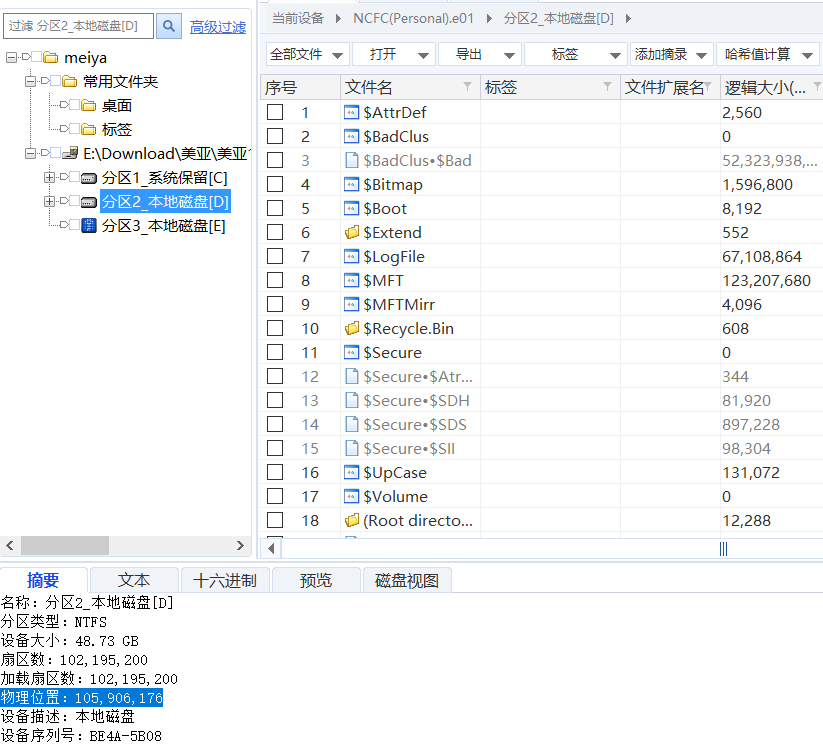 过滤 分区2_本地磁盘[D]
高级过滤
meiya
常用文件夹
桌面
标签
E:\Download\美亚\美亚
分区1_系统保留[C]
分区2_本地磁盘[D]
分区3_本地磁盘[E]
当前设备 NCFC(Personal).e01 分区2_本地磁盘[D]
全部文件 打开 导出 标签 添加摘录 哈希值计算
序号 文件名 标签 文件扩展名 逻辑大小(...
1 $AttrDef 2,560
2 $BadClus 0
3 $BadClus•$Bad 52,323,938,...
4 $Bitmap 1,596,800
5 $Boot 8,192
6 $Extend 552
7 $LogFile 67,108,864
8 $MFT 123,207,680
9 $MFTMirr 4,096
10 $Recycle.Bin 608
11 $Secure 0
12 $Secure•$Atr... 344
13 $Secure•$SDH 81,920
14 $Secure•$SDS 897,228
15 $Secure•$SII 98,304
16 $UpCase 131,072
17 $Volume 0
18 (Root directo... 12,288
摘要 文本 十六进制 预览 磁盘视图
名称：分区2_本地磁盘[D]
分区类型：NTFS
设备大小：48.73 GB
扇区数：102,195,200
加载扇区数：102,195,200
物理位置：105,906,176
设备描述：本地磁盘
设备序列号：BE4A-5B08